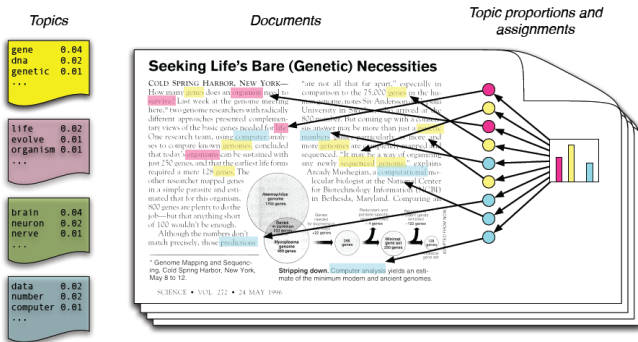 Topics
Documents
Topic proportions and
assignments
gene 0.04
dna 0.02
genetic 0.01
...
life 0.02
evolve 0.01
organism 0.01
...
brain 0.04
neuron 0.02
nerve 0.01
...
data 0.02
number 0.02
computer 0.01
...
Seeking Life's Bare (Genetic) Necessities
COLD SPRING HARBOR, NEW YORK—
How many genes does an organism need to
survive? Last week at the genome meeting
here,* two genome researchers with radically
different approaches presented complemen-
tary views of the basic genes needed for life.
One research team, using computer analy-
ses to compare known genomes, concluded
that today's organisms can be sustained with
just 250 genes, and that the earliest life forms
required a mere 128 genes. The
other researcher mapped genes
in a simple parasite and esti-
mated that for this organism,
800 genes are plenty to do the
job—but that anything short
of 100 wouldn't be enough.
Although the numbers don't
match precisely, those predictions
* Genome Mapping and Sequenc-
ing, Cold Spring Harbor, New York,
May 8 to 12.
"are not all that far apart," especially in
comparison to the 75,000 genes in the hu-
genome, notes Siv Andersson
University in arrived at the
800 number. But coming up with a
sus answer may be more than just a
numbers particularly more and
more genomes are mapped and
sequenced. "It may be a way of organizing
any newly sequenced genome," explains
Arcady Mushegian, a computational mo-
lecular biologist at the National Center
for Biotechnology Information (NCBI)
in Bethesda, Maryland. Comparing an
Haemophilus
genome
1703 genes
Genes
in common
233 genes
Mycoplasma
genome
469 genes
Stripping down. Computer analysis yields an esti-
mate of the minimum modern and ancient genomes.
SCIENCE • VOL. 272 • 24 MAY 1996